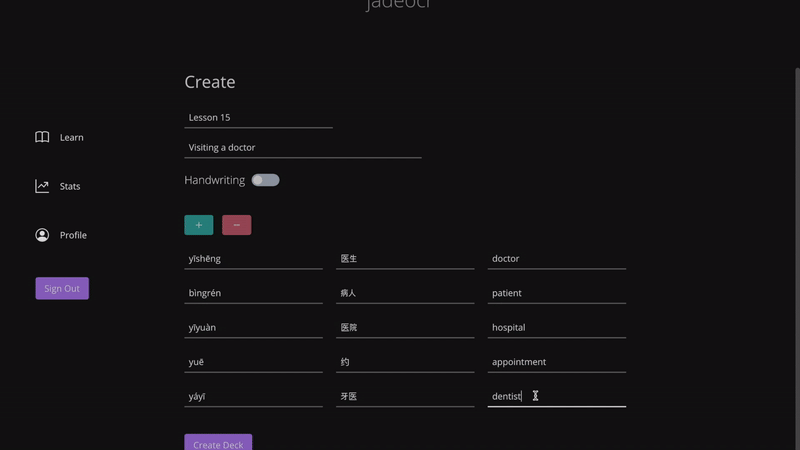 jadeocr
Create
Lesson 15
Visiting a doctor
Handwriting
Learn
Stats
Profile
Sign Out
+ −
yīshēng 医生 doctor
bìngrén 病人 patient
yīyuàn 医院 hospital
yuē 约 appointment
yáyī 牙医 dentist
Create Deck